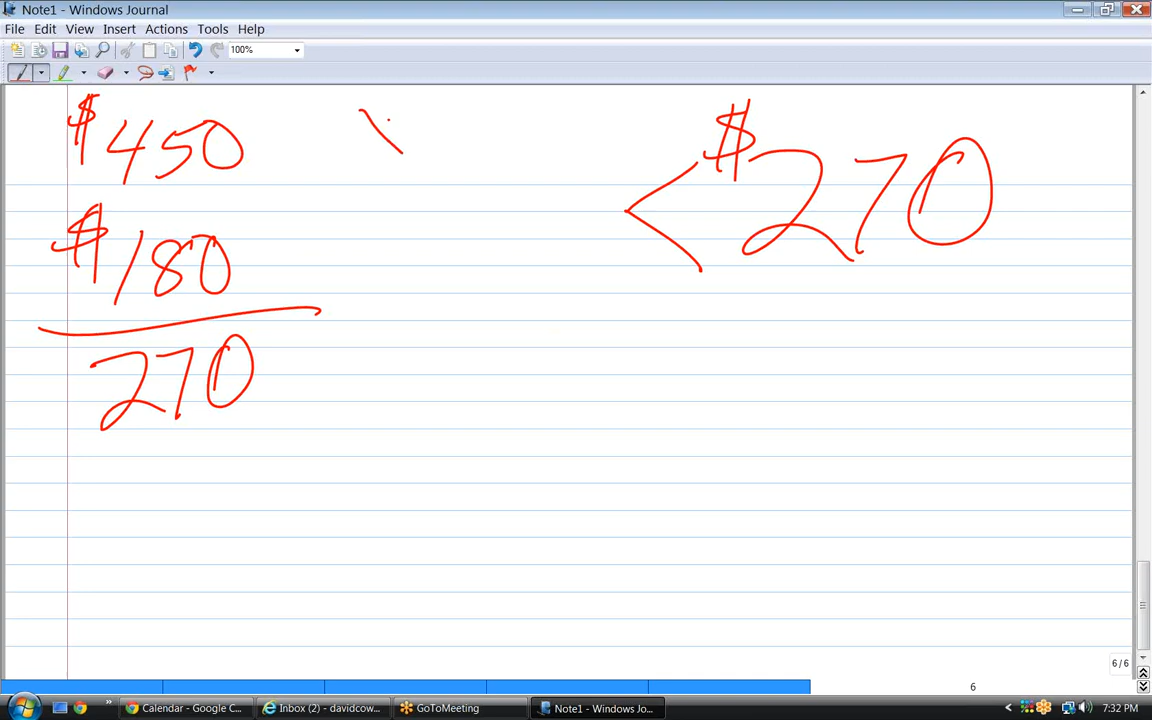 Note1 - Windows Journal
File Edit View Insert Actions Tools Help
100%
$450
$180
270
< $270
6/6
6
Calendar - Google C...
Inbox (2) - davidcow...
GoToMeeting
Note1 - Windows Jo...
7:32 PM